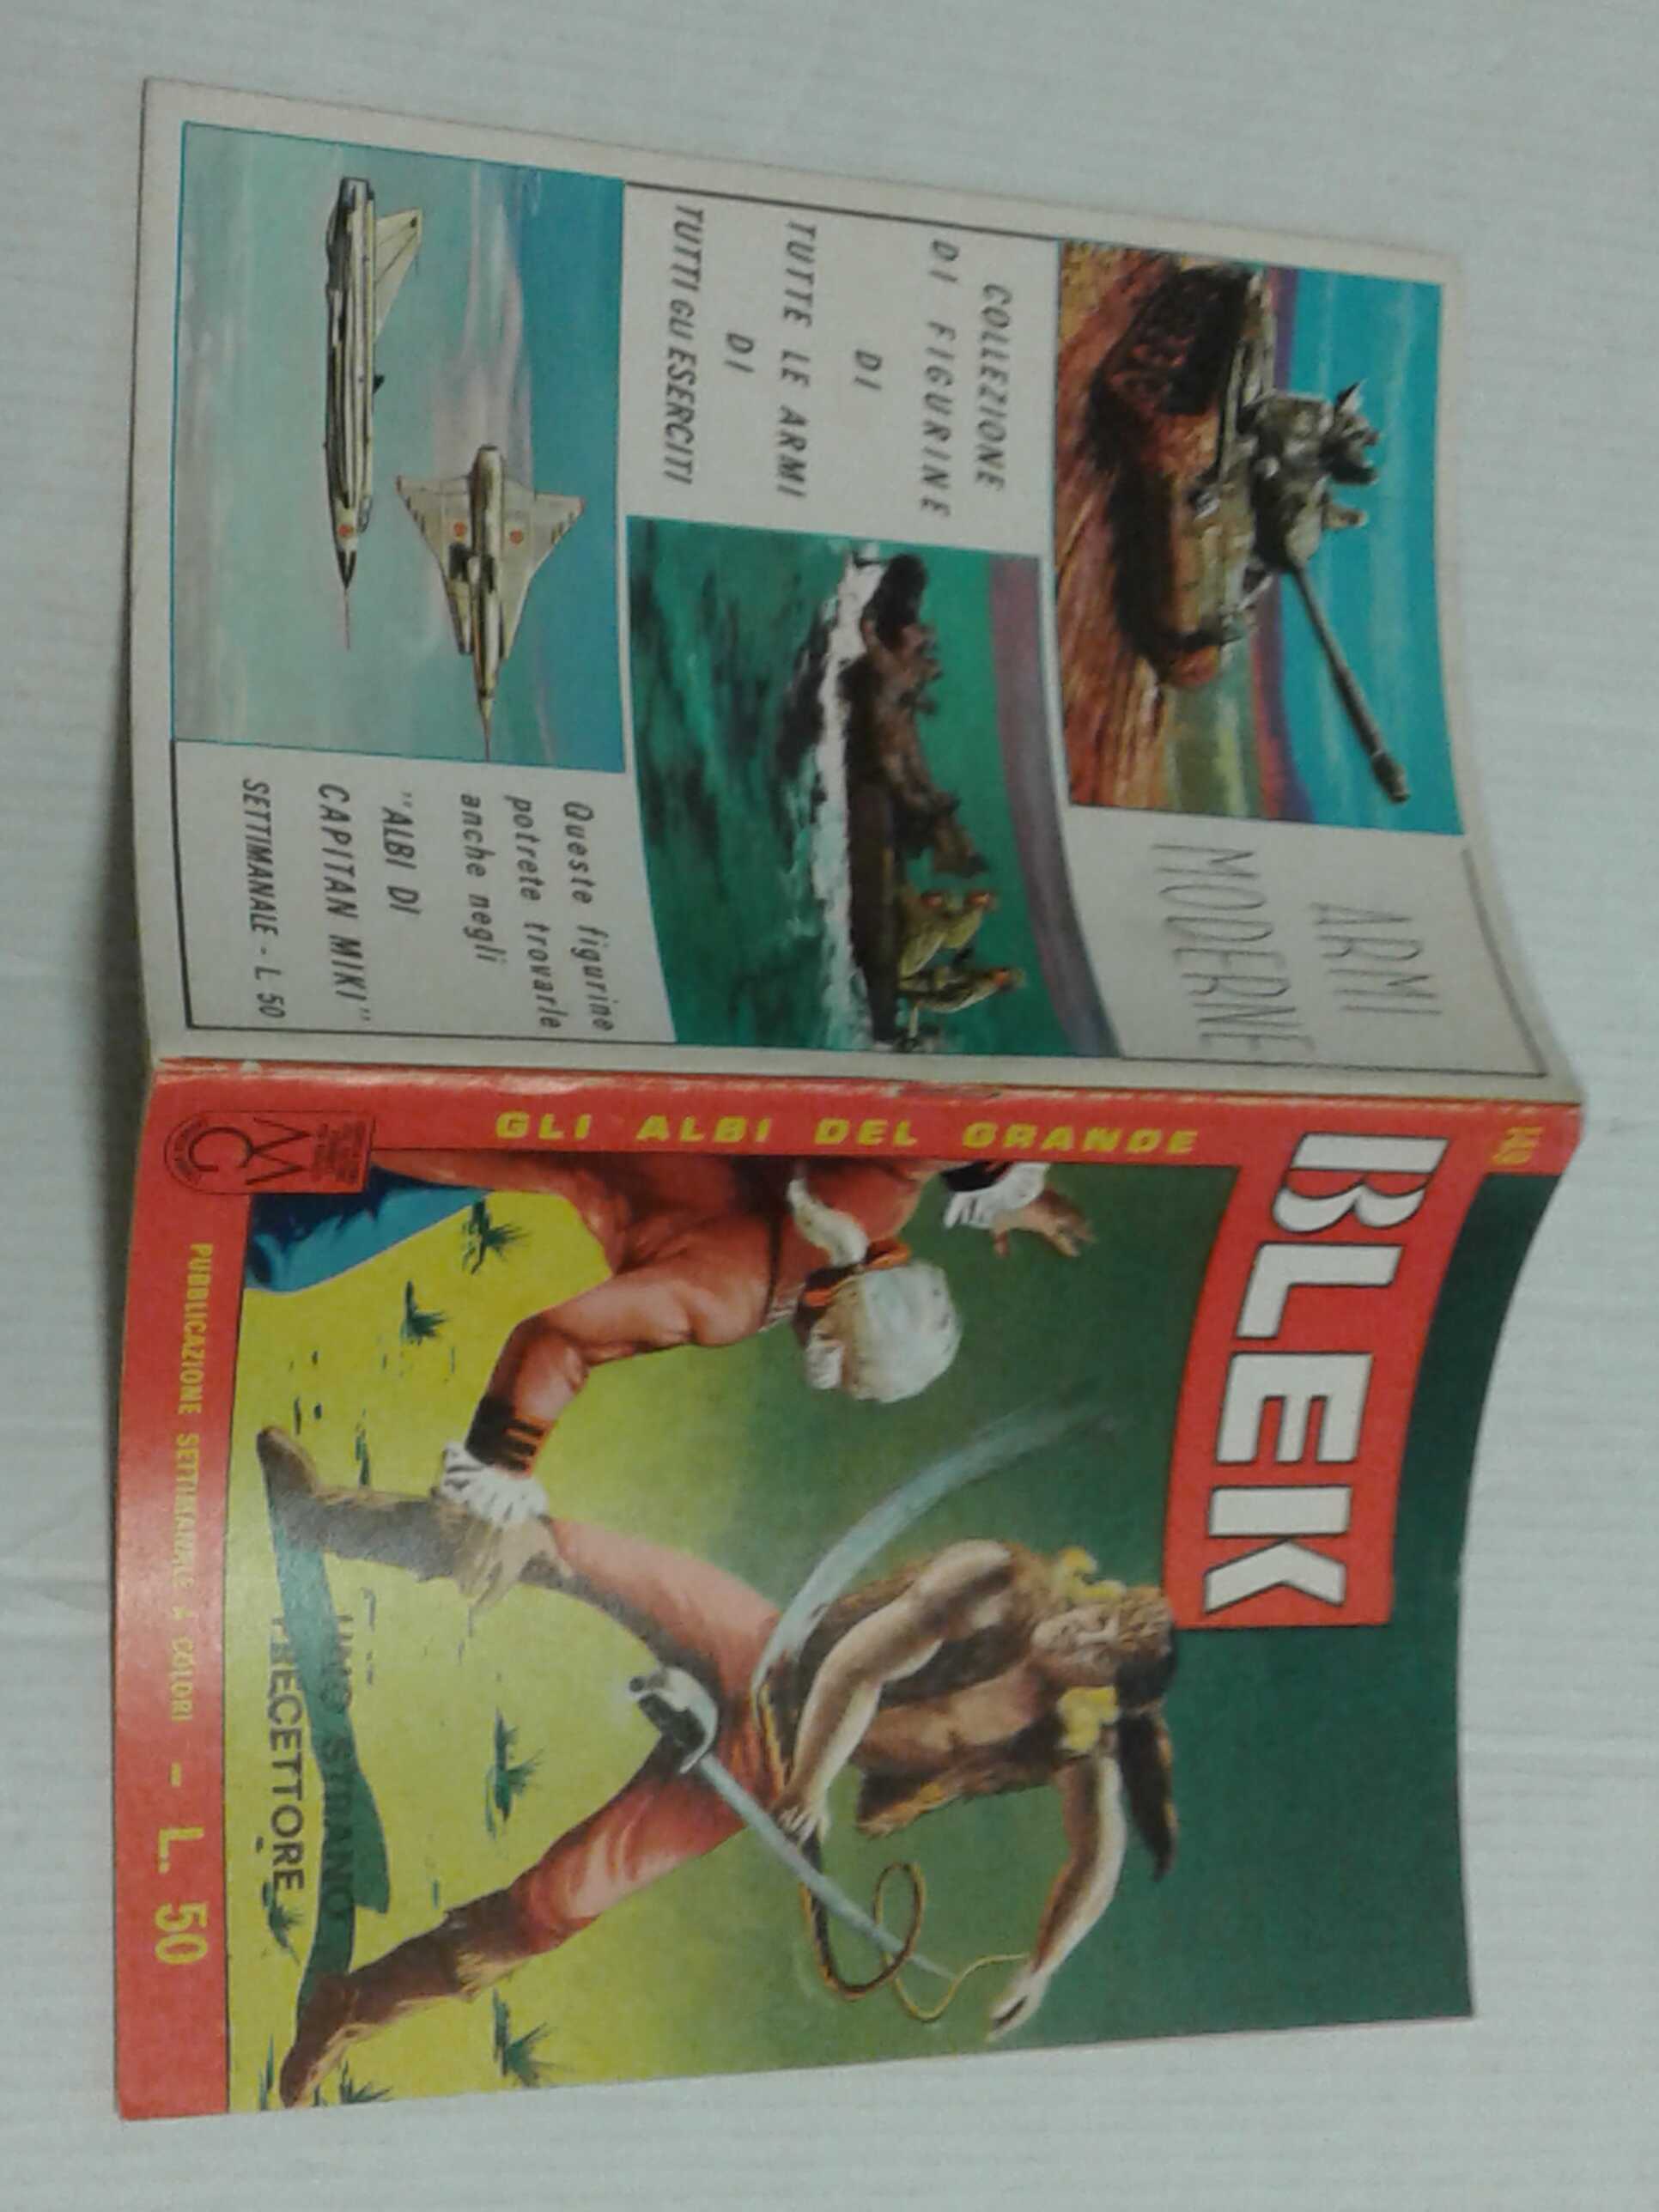 ARMI
MODERNE
COLLEZIONE
DI FIGURINE
DI
TUTTE LE ARMI
DI
TUTTI GLI ESERCITI
Queste figurine
potrete trovarle
anche negli
"ALBI DI
CAPITAN MIKI"
SETTIMANALE - L 50
GLI ALBI DEL GRANDE
BLEK
UNO STRANO
PRECETTORE
PUBBLICAZIONE SETTIMANALE A COLORI - L. 50